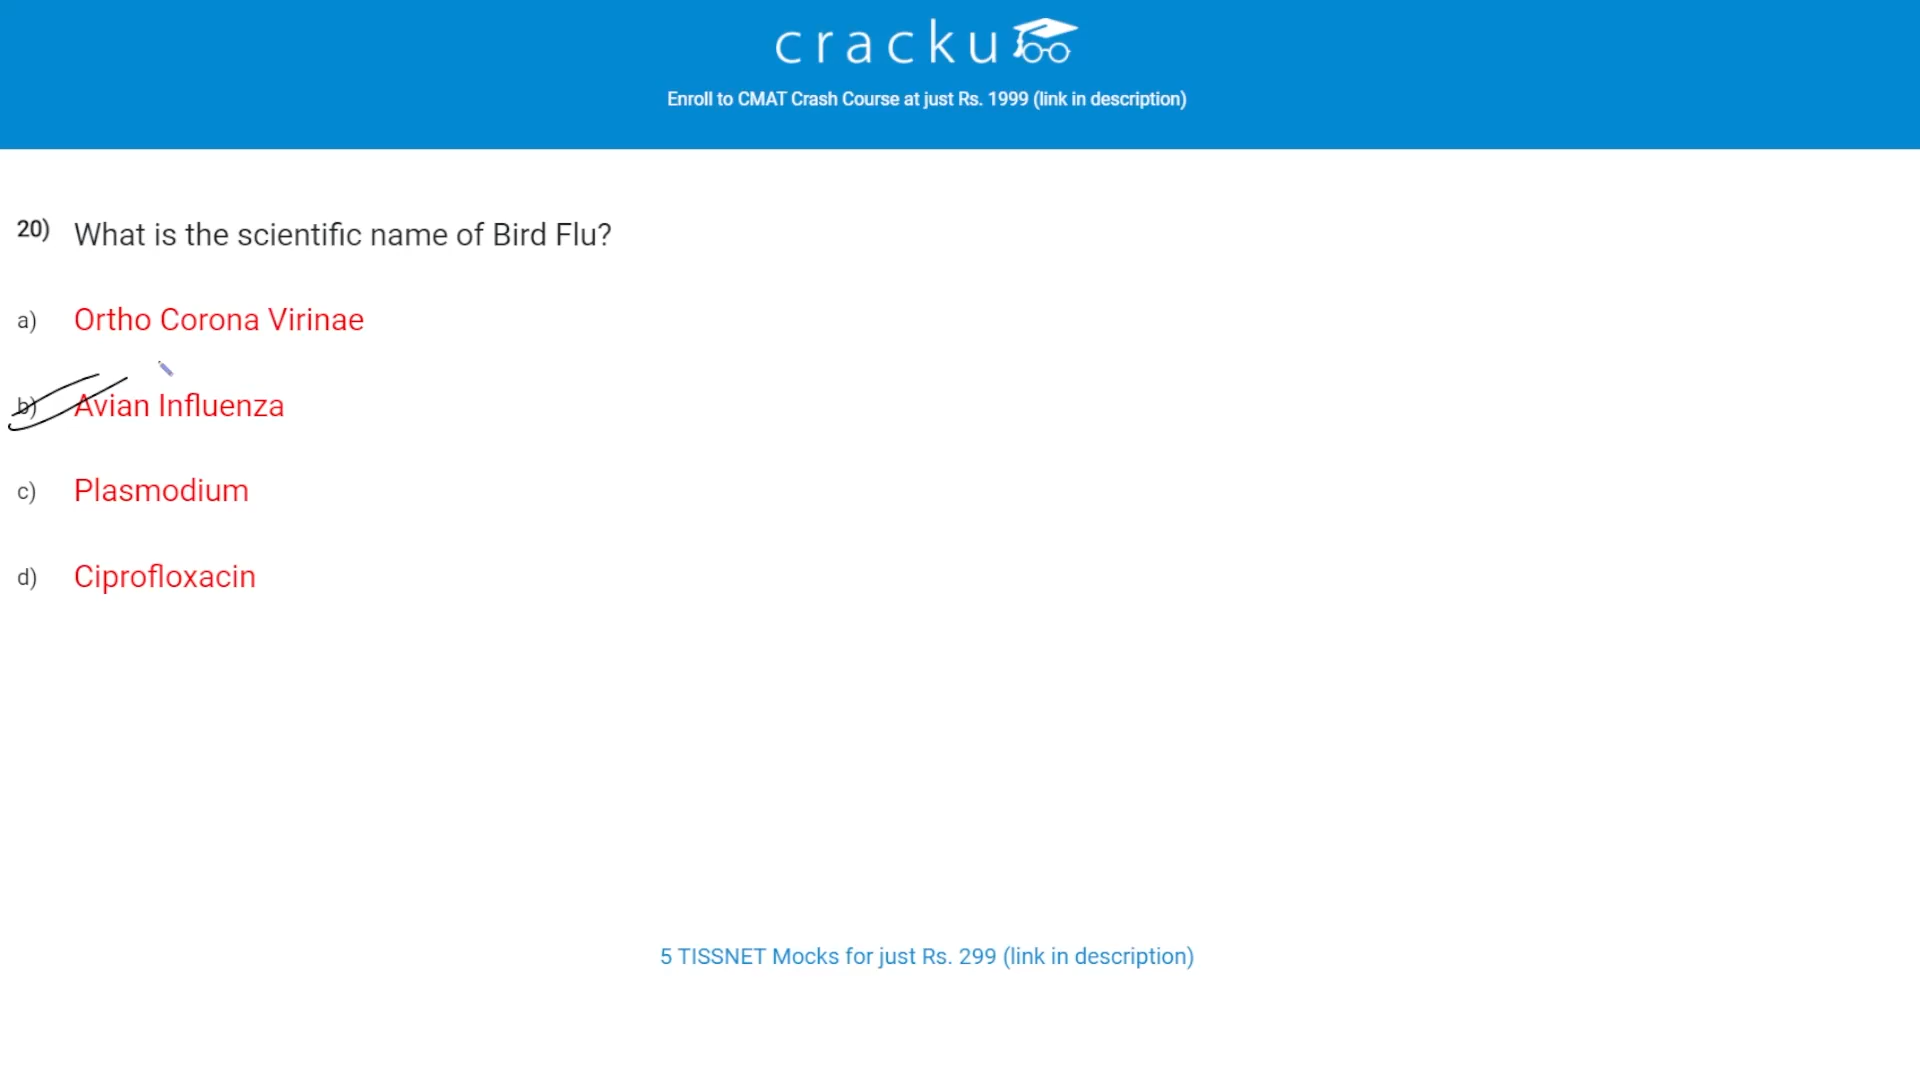 cracku
Enroll to CMAT Crash Course at just Rs. 1999 (link in description)
20) What is the scientific name of Bird Flu?
a) Ortho Corona Virinae
b) Avian Influenza
c) Plasmodium
d) Ciprofloxacin
5 TISSNET Mocks for just Rs. 299 (link in description)